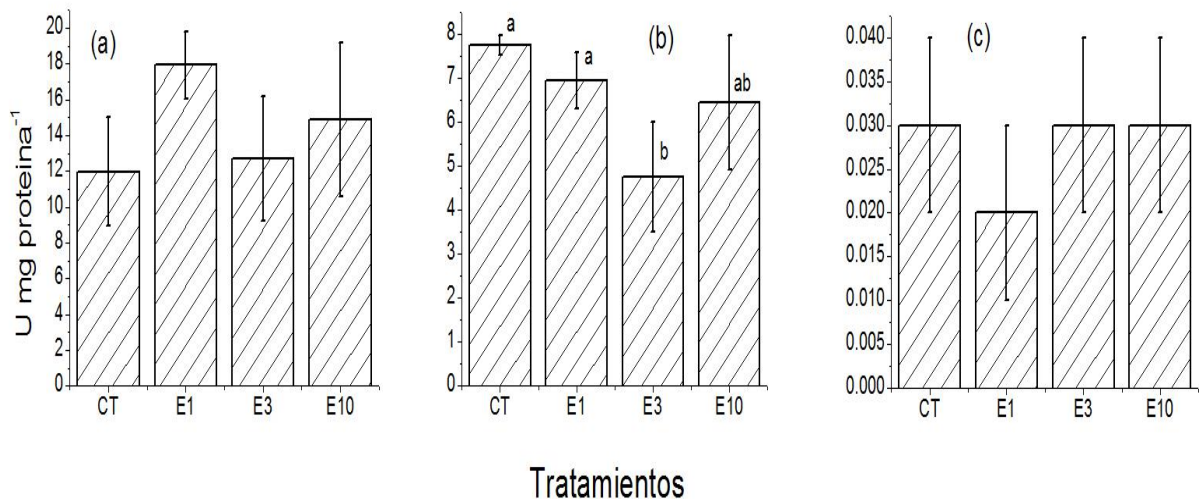 U mg proteina-1
(a)
20
18
16
14
12
10
8
6
4
2
0
CT E1 E3 E10
(b)
8
7
6
5
4
3
2
1
0
a
a
b
ab
CT E1 E3 E10
(c)
0.040
0.035
0.030
0.025
0.020
0.015
0.010
0.005
0.000
CT E1 E3 E10
Tratamientos